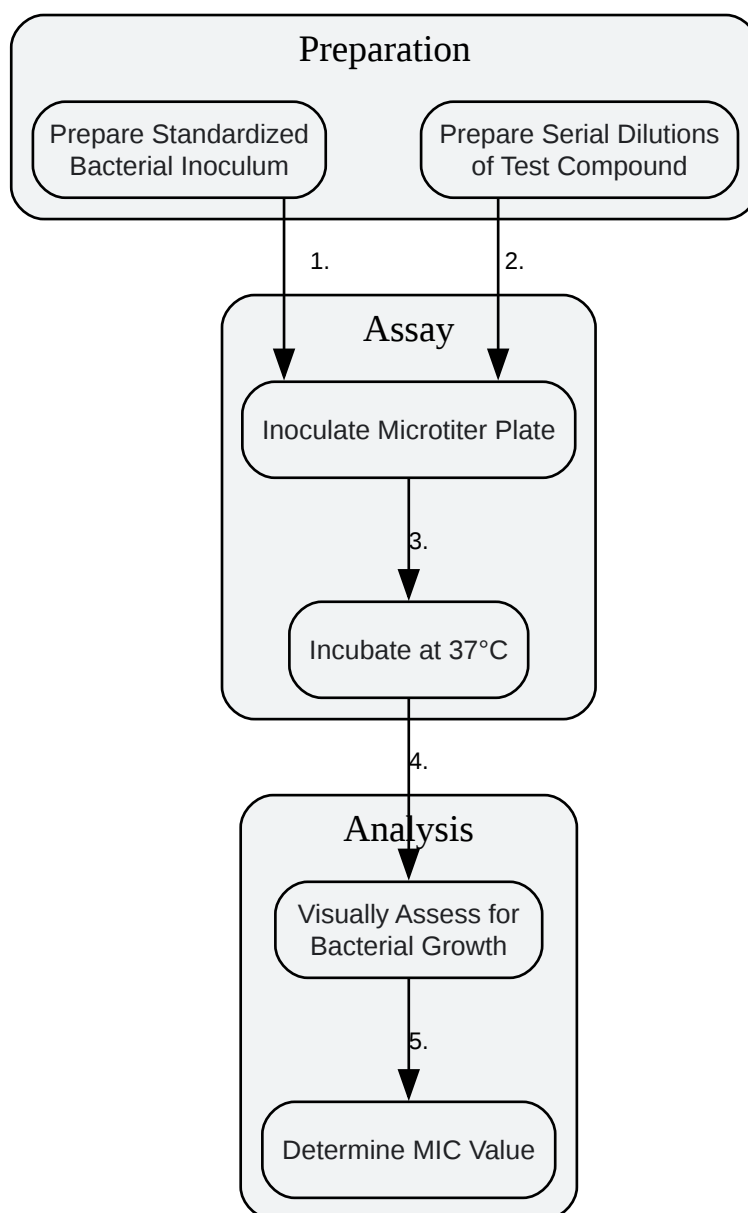 Preparation
Prepare Standardized
Bacterial Inoculum
Prepare Serial Dilutions
of Test Compound
1.
2.
Assay
Inoculate Microtiter Plate
3.
Incubate at 37°C
4.
Analysis
Visually Assess for
Bacterial Growth
5.
Determine MIC Value